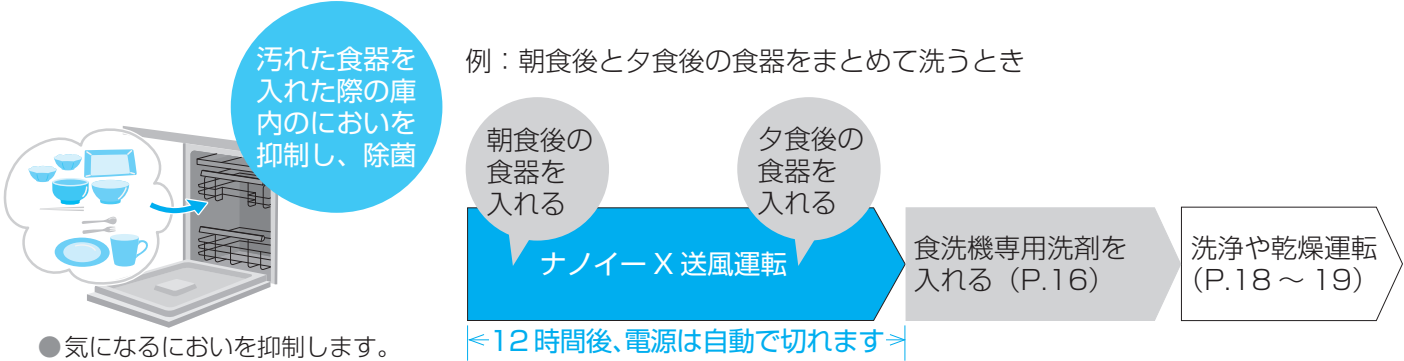 汚れた食器を
入れた際の庫
内のにおいを
抑制し、除菌
●気になるにおいを抑制します。
例：朝食後と夕食後の食器をまとめて洗うとき
朝食後の
食器を
入れる
夕食後の
食器を
入れる
ナノイー X 送風運転
12時間後、電源は自動で切れます
食洗機専用洗剤を
入れる（P.16）
洗浄や乾燥運転
（P.18 ～ 19）